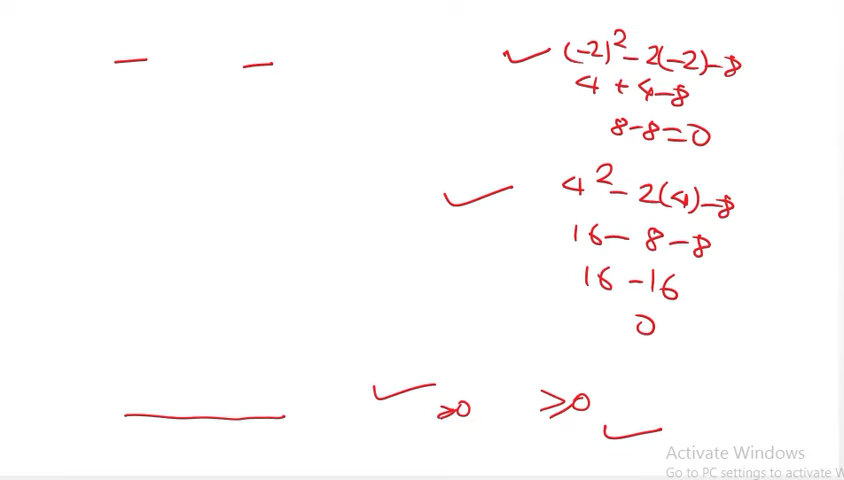 (-2)² - 2(-2) - 8
4 + 4 - 8
8 - 8 = 0
4² - 2(4) - 8
16 - 8 - 8
16 - 16
0
≥0 ≥0
Activate Windows
Go to PC settings to activate W